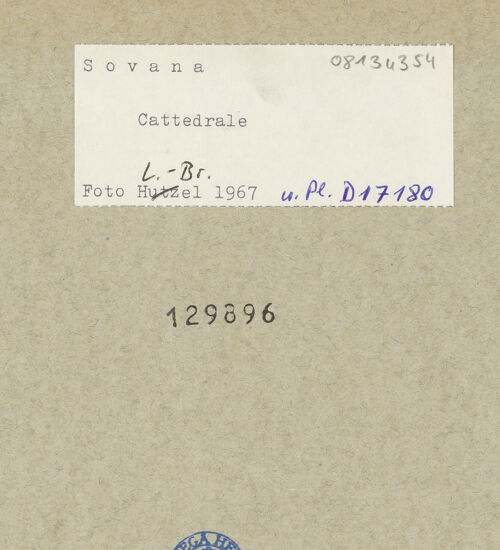 Sovana
08134354
Cattedrale
L.-Br.
Foto Hutzel 1967 u. Pl. D17180
129896